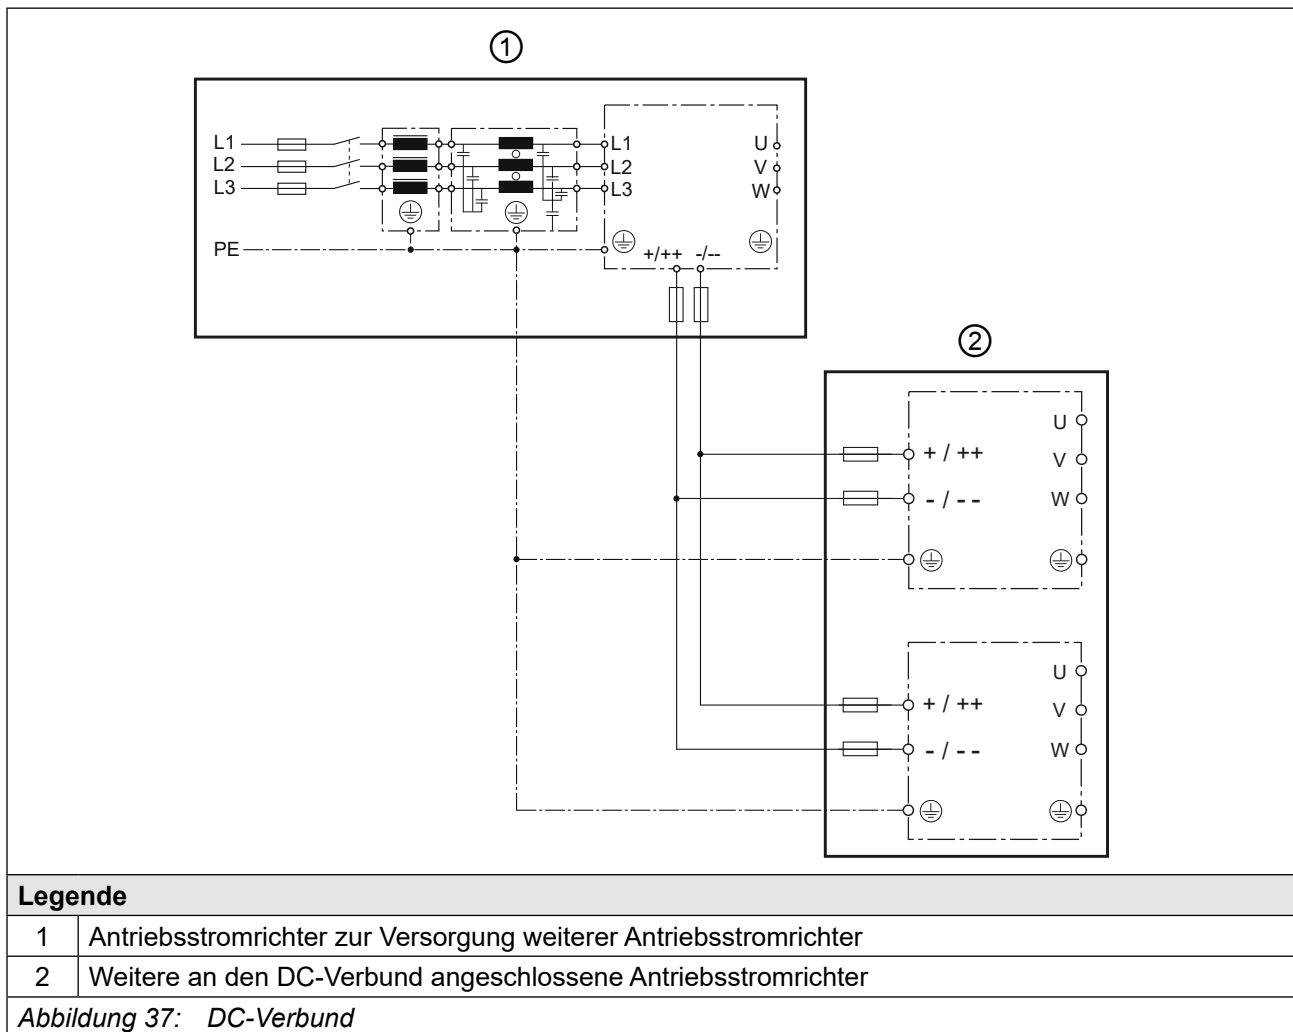 1
L1
L2
L3
PE
L1
L2
L3
U
V
W
+/++ -/--
2
U
+ / ++
V
- / - -
W
U
+ / ++
V
- / - -
W
Legende
1 Antriebsstromrichter zur Versorgung weiterer Antriebsstromrichter
2 Weitere an den DC-Verbund angeschlossene Antriebsstromrichter
Abbildung 37: DC-Verbund